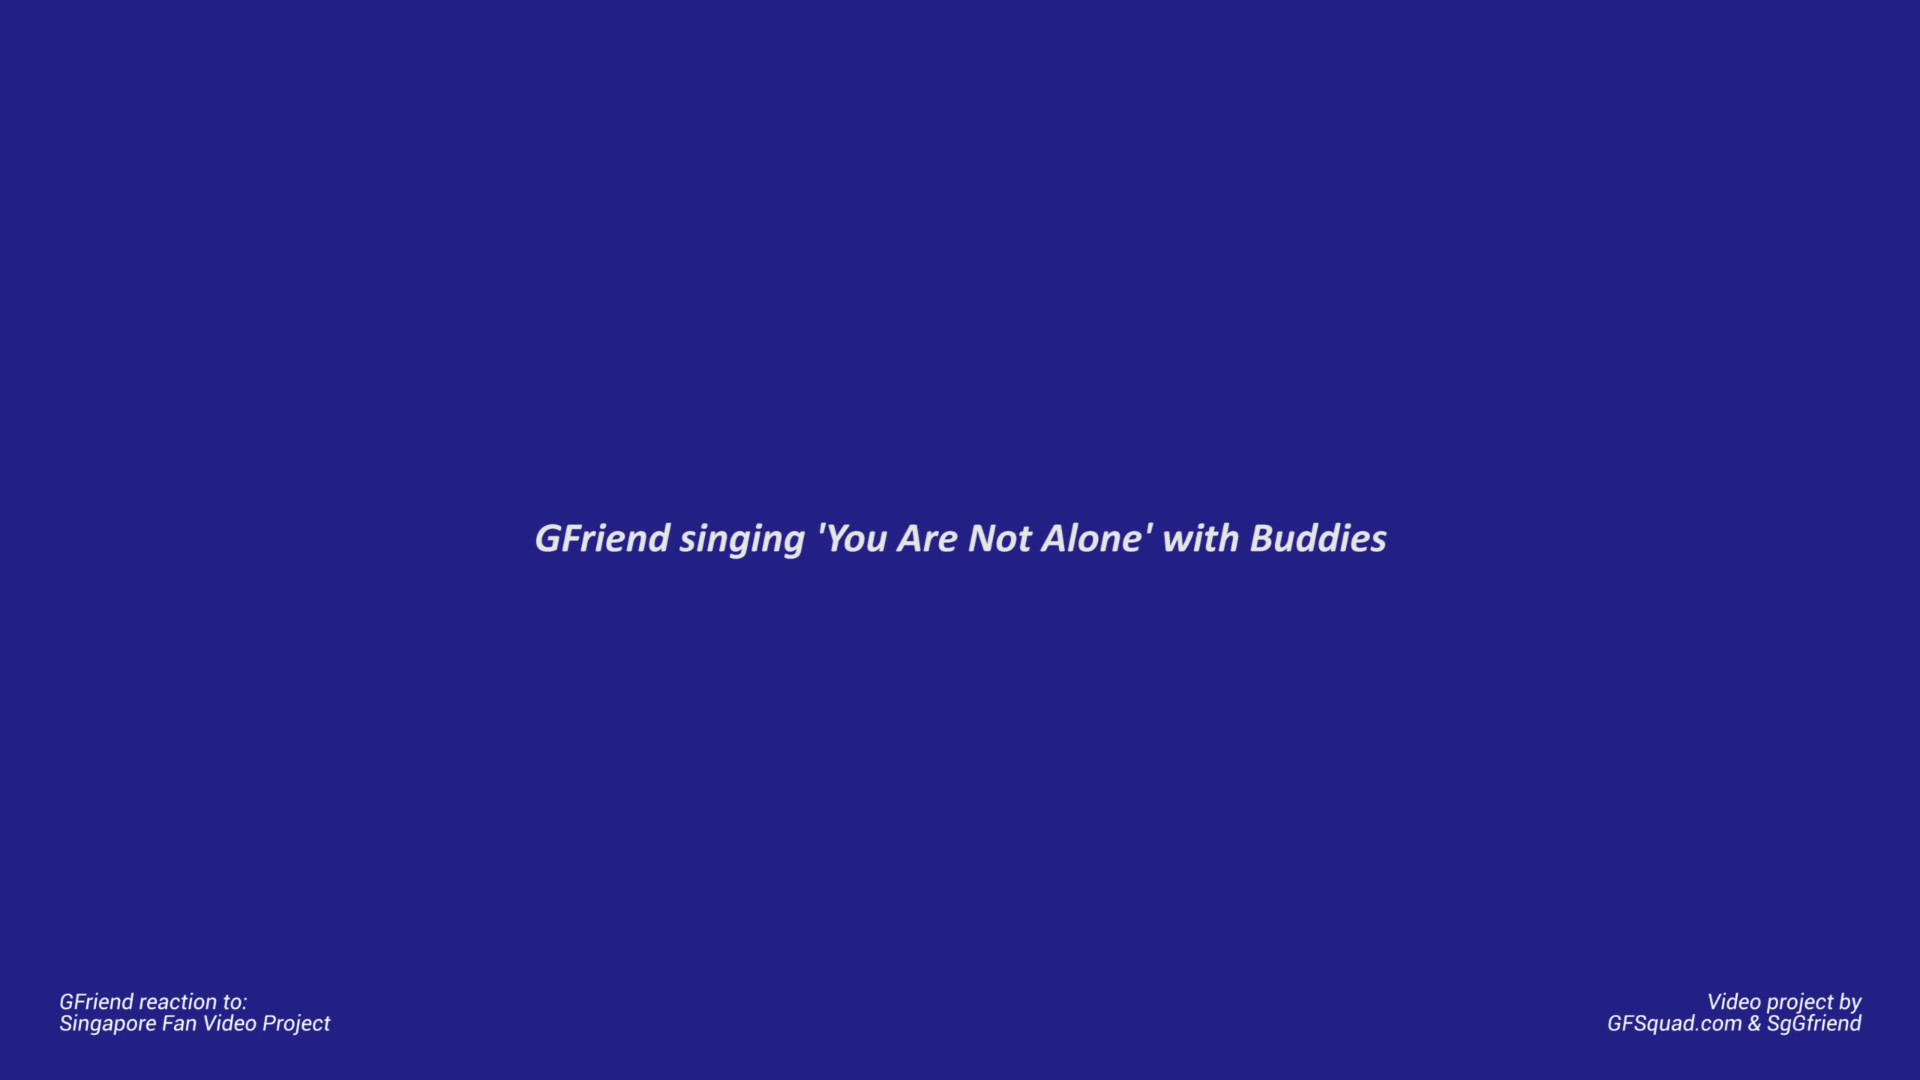 GFriend singing 'You Are Not Alone' with Buddies
GFriend reaction to:
Singapore Fan Video Project
Video project by
GFSquad.com & SgGfriend